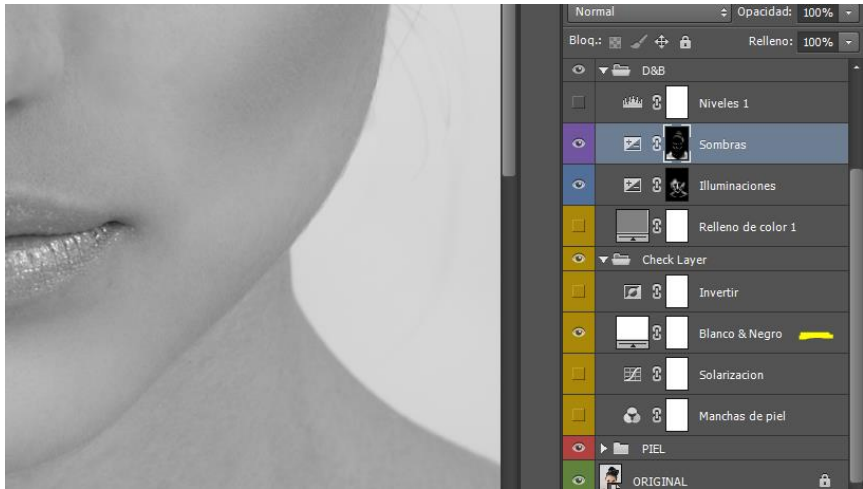 Normal Opacidad: 100%
Bloq.: Relleno: 100%
D&B
Niveles 1
Sombras
Illuminaciones
Relleno de color 1
Check Layer
Invertir
Blanco & Negro
Solarizacion
Manchas de piel
PIEL
ORIGINAL